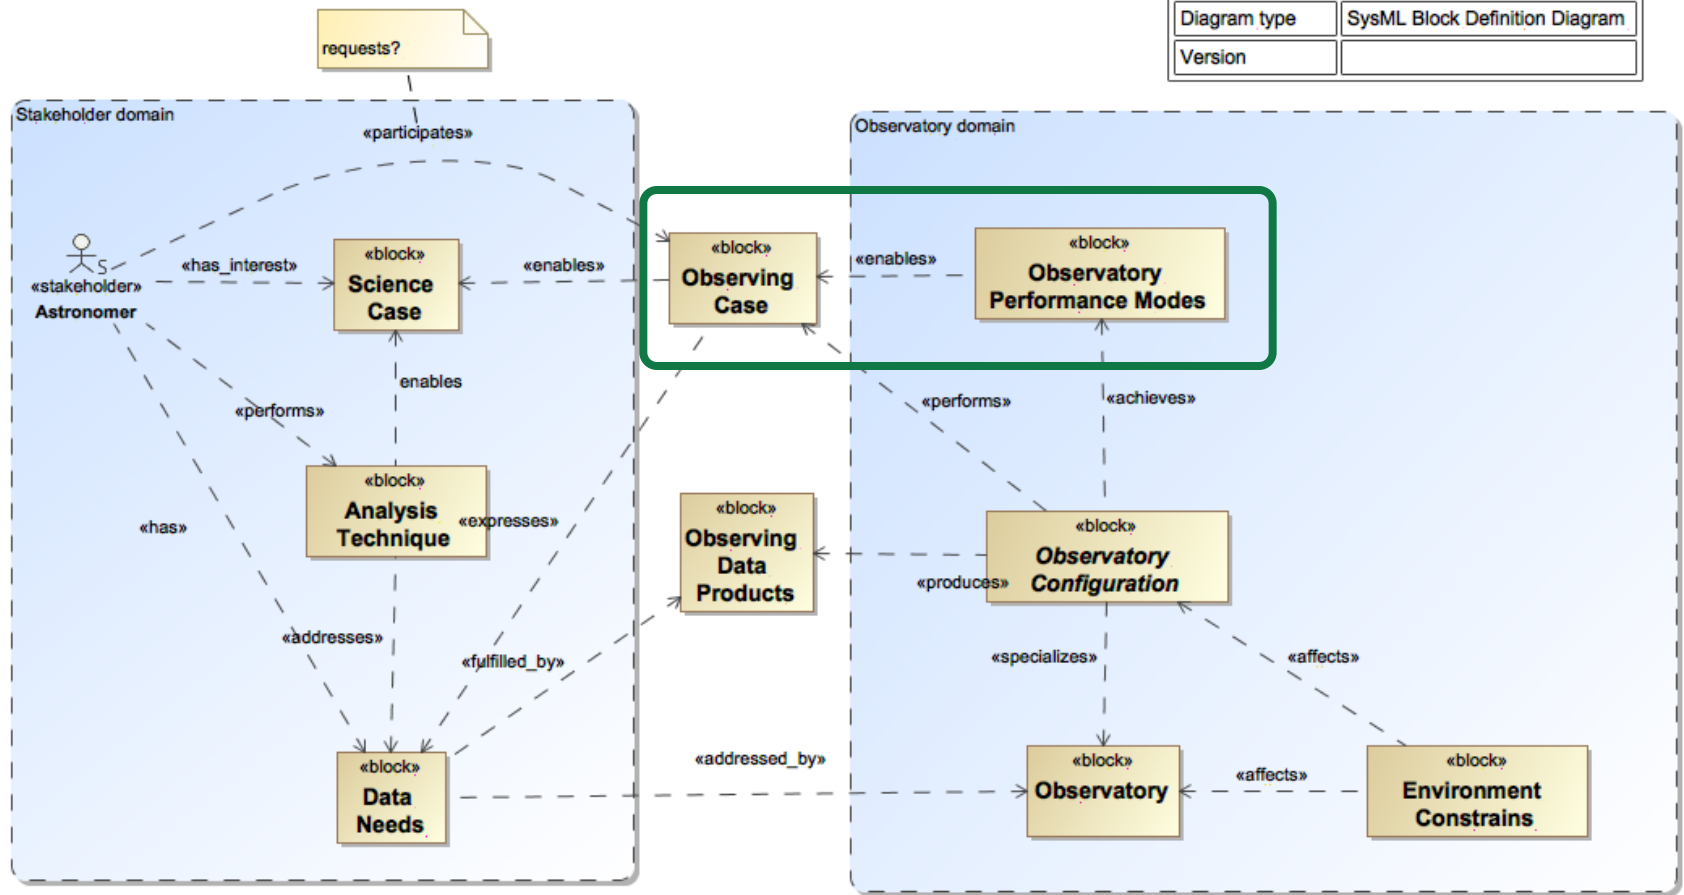 Diagram type
SysML Block Definition Diagram
Version
requests?
Stakeholder domain
«participates»
Observatory domain
S
«stakeholder»
Astronomer
«has_interest»
«block»
Science
Case
«enables»
«block»
Observing
Case
«enables»
«block»
Observatory
Performance Modes
enables
«performs»
«performs»
«achieves»
«block»
Analysis
Technique
«has»
«expresses»
«block»
Observing
Data
Products
«block»
Observatory
Configuration
«produces»
«addresses»
«fulfilled_by»
«specializes»
«affects»
«block»
Data
Needs
«addressed_by»
«block»
Observatory
«affects»
«block»
Environment
Constrains